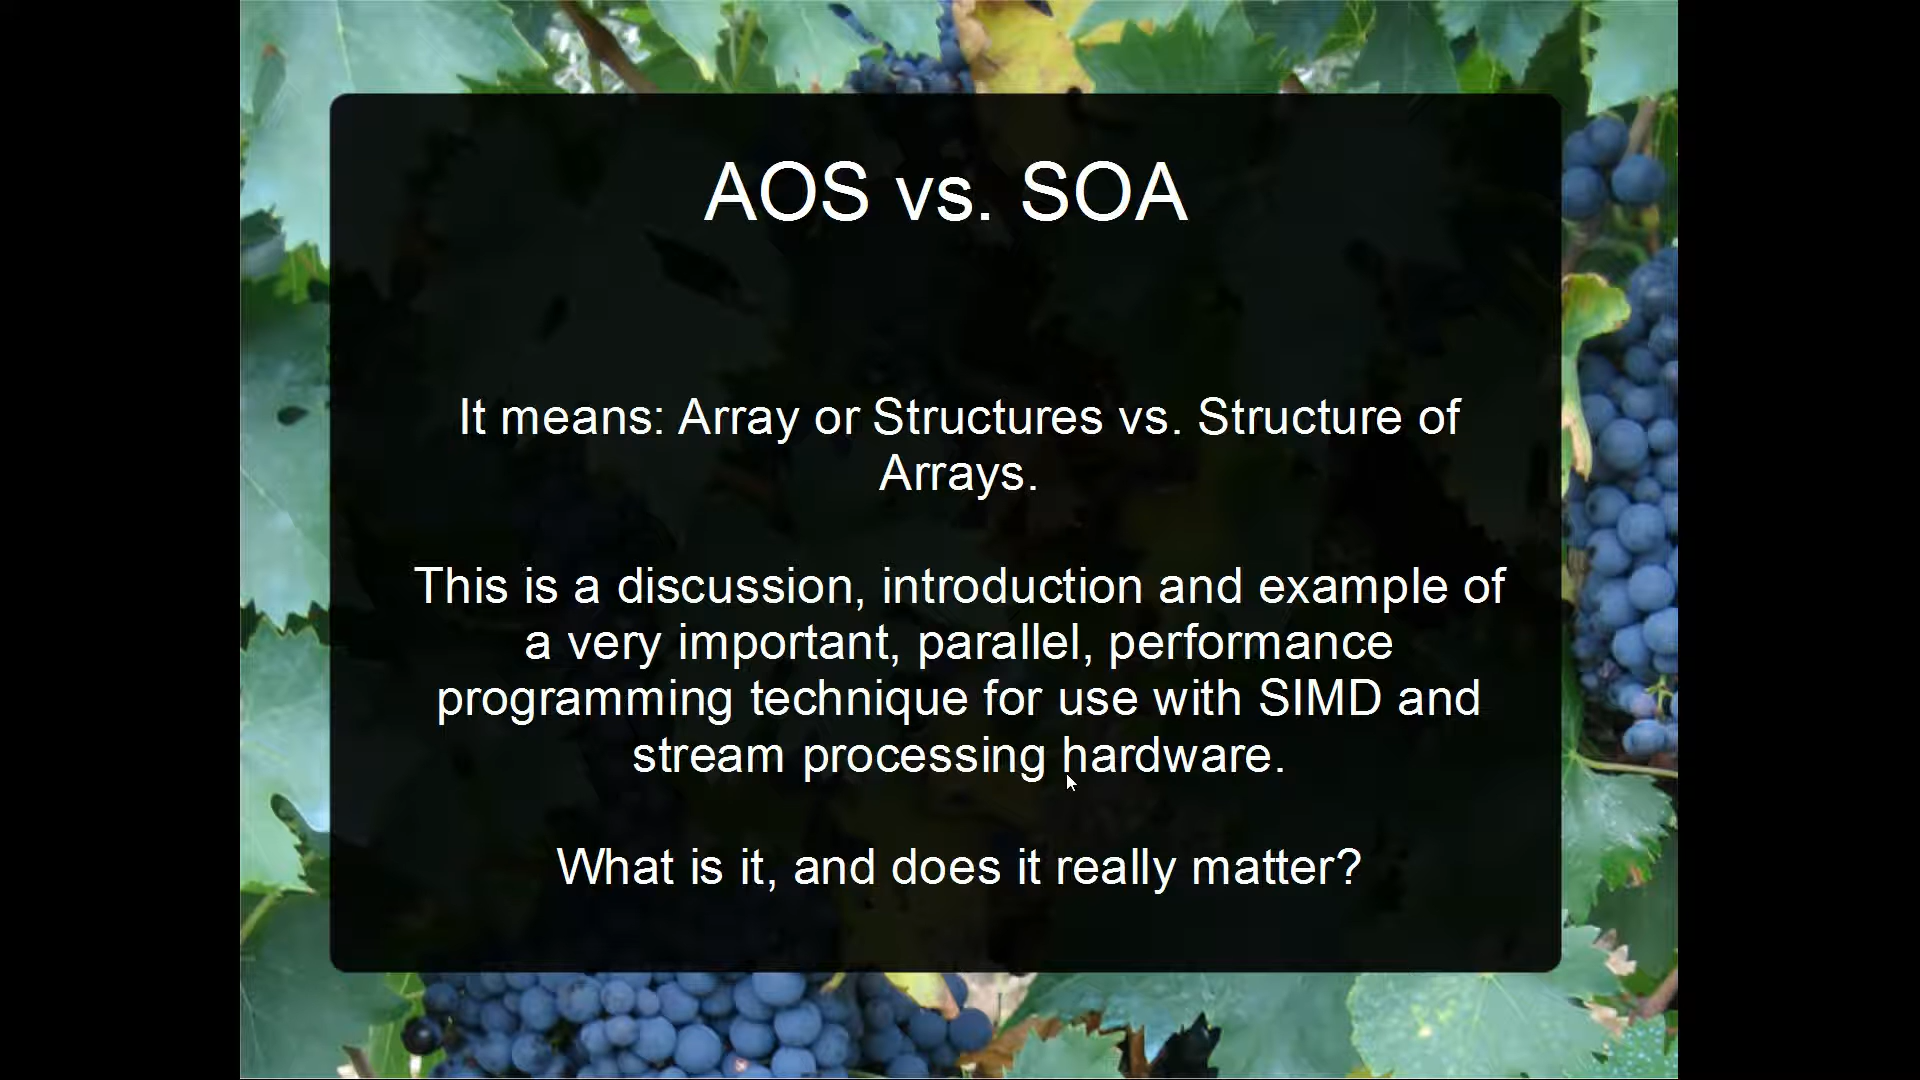 AOS vs. SOA
It means: Array or Structures vs. Structure of
Arrays.
This is a discussion, introduction and example of
a very important, parallel, performance
programming technique for use with SIMD and
stream processing hardware.
What is it, and does it really matter?